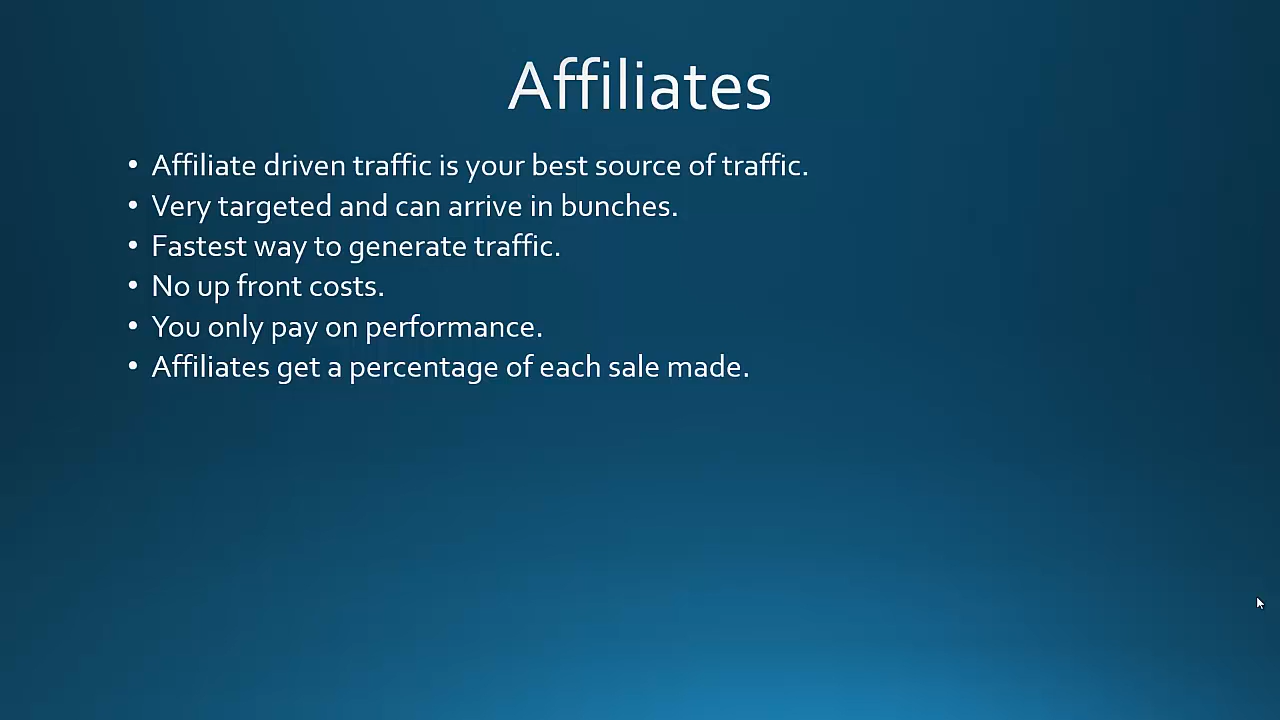 Affiliates
• Affiliate driven traffic is your best source of traffic.
• Very targeted and can arrive in bunches.
• Fastest way to generate traffic.
• No up front costs.
• You only pay on performance.
• Affiliates get a percentage of each sale made.